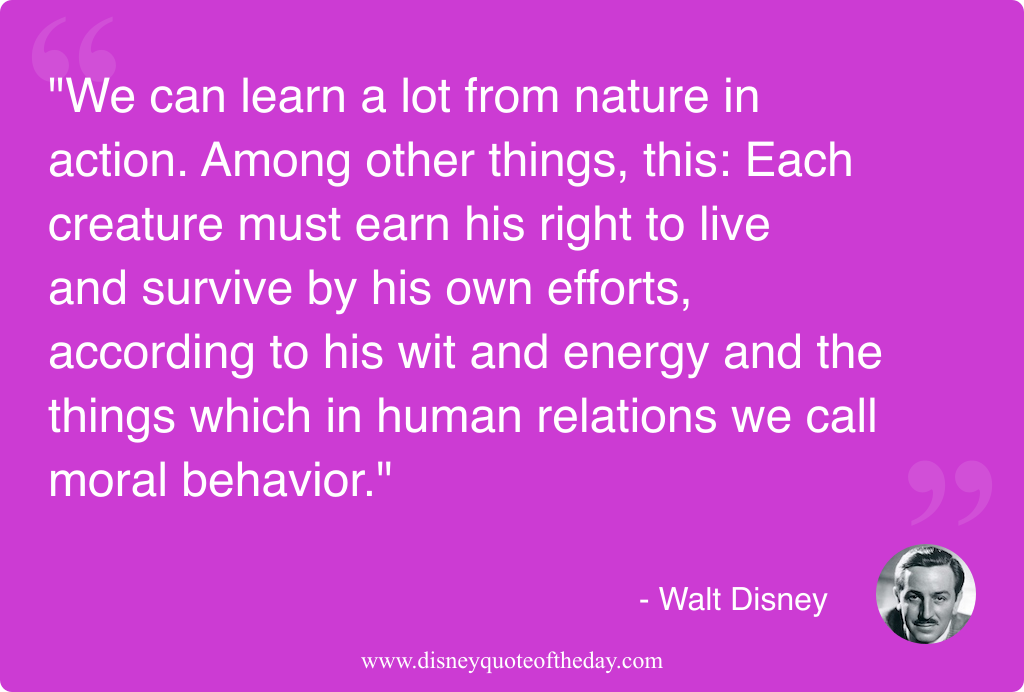 "We can learn a lot from nature in
action. Among other things, this: Each
creature must earn his right to live
and survive by his own efforts,
according to his wit and energy and the
things which in human relations we call
moral behavior."
- Walt Disney
www.disneyquoteoftheday.com